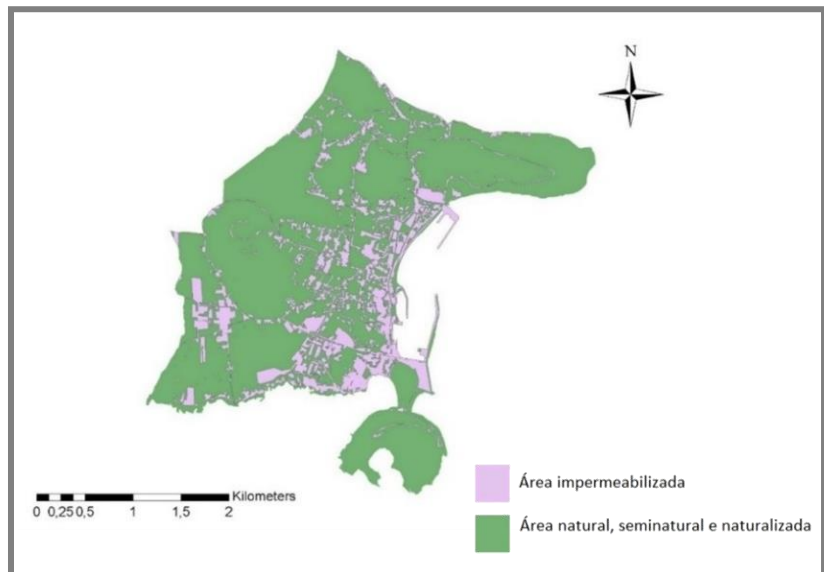 N
Kilometers
0 0,25 0,5 1 1,5 2
Área impermeabilizada
Área natural, seminatural e naturalizada